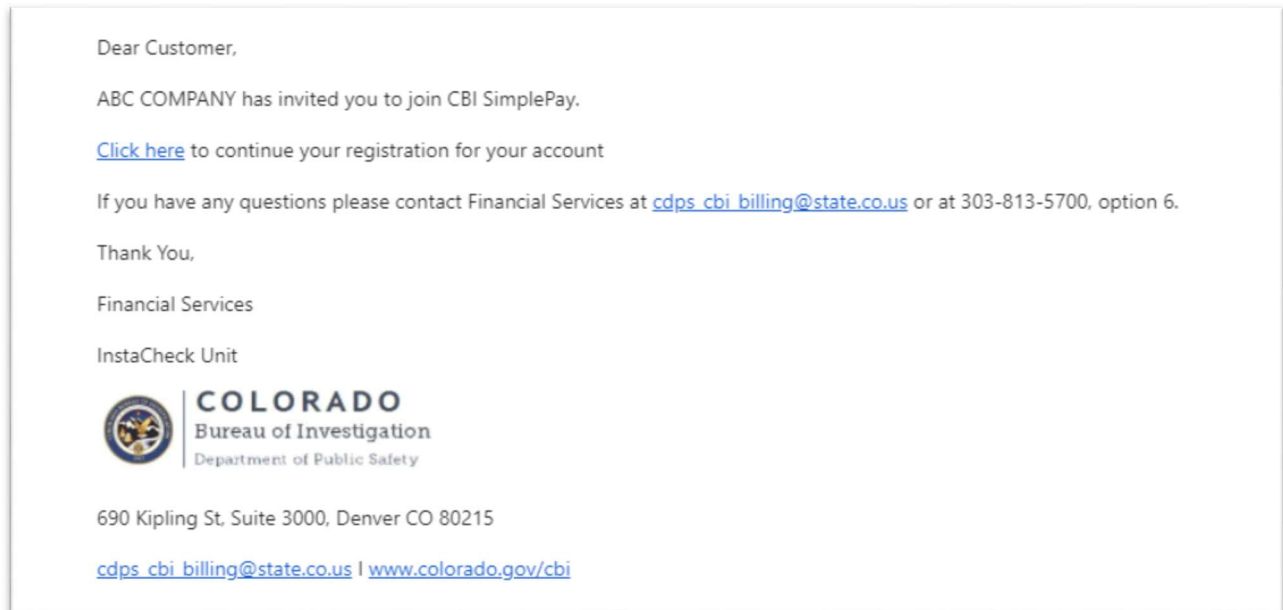 Dear Customer,
ABC COMPANY has invited you to join CBI SimplePay.
Click here to continue your registration for your account
If you have any questions please contact Financial Services at cdps_cbi_billing@state.co.us or at 303-813-5700, option 6.
Thank You,
Financial Services
InstaCheck Unit
COLORADO
Bureau of Investigation
Department of Public Safety
690 Kipling St, Suite 3000, Denver CO 80215
cdps_cbi_billing@state.co.us | www.colorado.gov/cbi